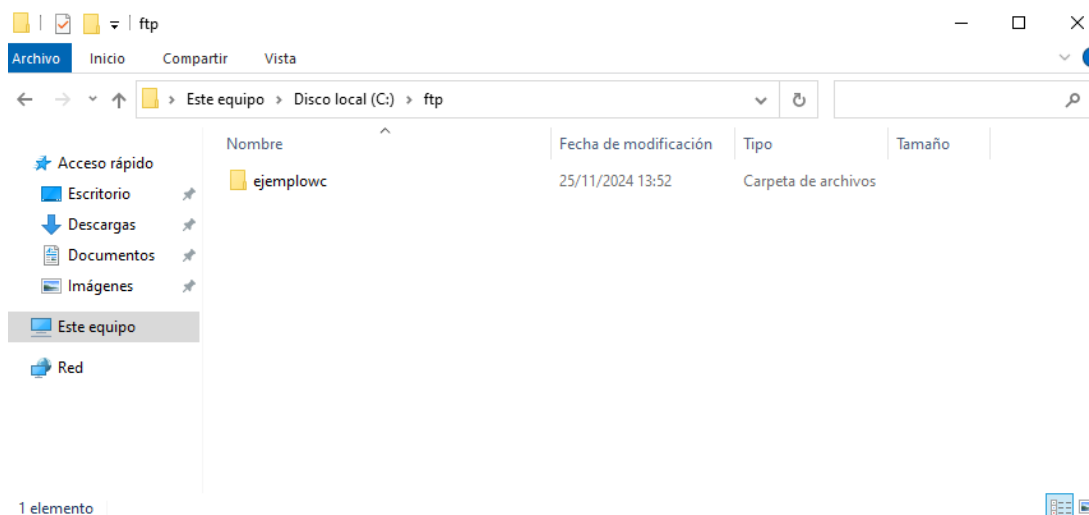 ftp
Archivo Inicio Compartir Vista
Este equipo > Disco local (C:) > ftp
Nombre Fecha de modificación Tipo Tamaño
Acceso rápido
ejemplowc 25/11/2024 13:52 Carpeta de archivos
Escritorio
Descargas
Documentos
Imágenes
Este equipo
Red
1 elemento